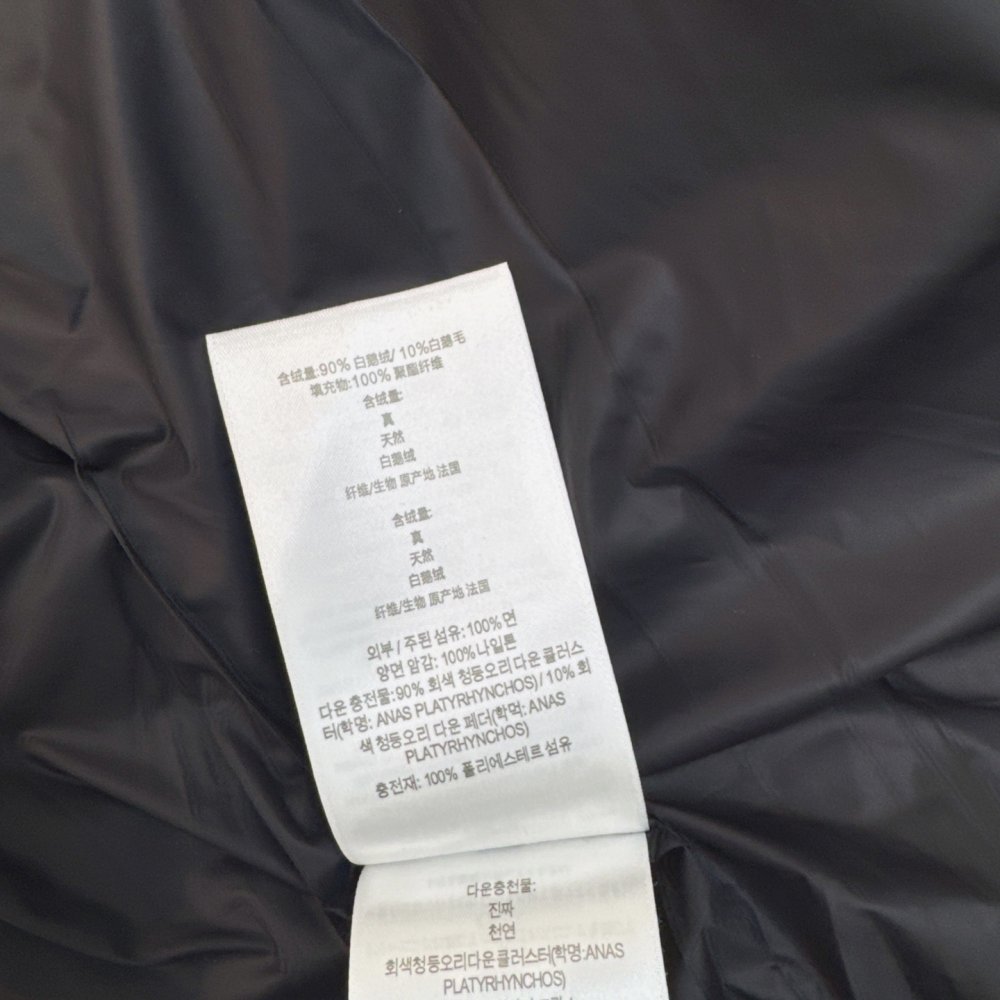 含绒量:90% 白鹅绒/ 10%白鹅毛
填充物:100% 聚酯纤维
含绒量:
真
天然
白鹅绒
纤维/生物 原产地 法国
含绒量:
真
天然
白鹅绒
纤维/生物 原产地 法国
외부 / 주된 섬유: 100% 면
양면 암감: 100% 나일론
다운 충전물:90% 회색 청둥오리 다운 클러스
터(학명: ANAS PLATYRHYNCHOS) / 10% 회
색 청둥오리 다운 페더(학먹: ANAS
PLATYRHYNCHOS)
충전재: 100% 폴리에스테르 섬유
다운충천물:
진짜
천연
회색청둥오리다운클러스터(학명:ANAS
PLATYRHYNCHOS)